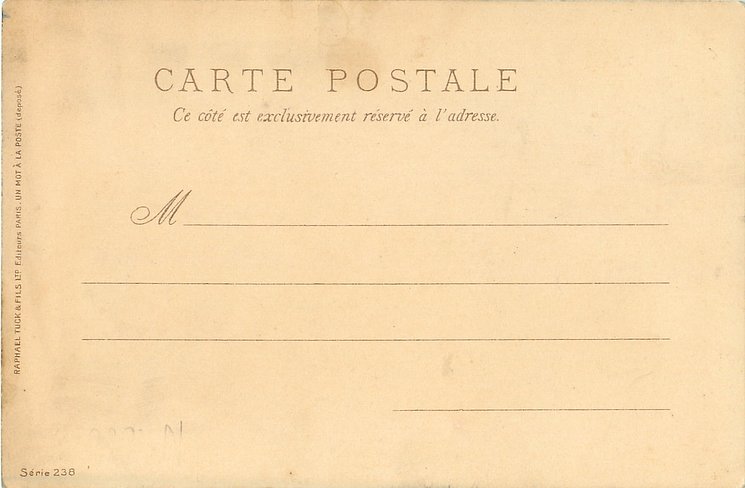 CARTE POSTALE
Ce côté est exclusivement réservé à l'adresse.
M
RAPHAEL TUCK & FILS LTD Editeurs PARIS. UN MOT À LA POSTE (deposé)
Série 238